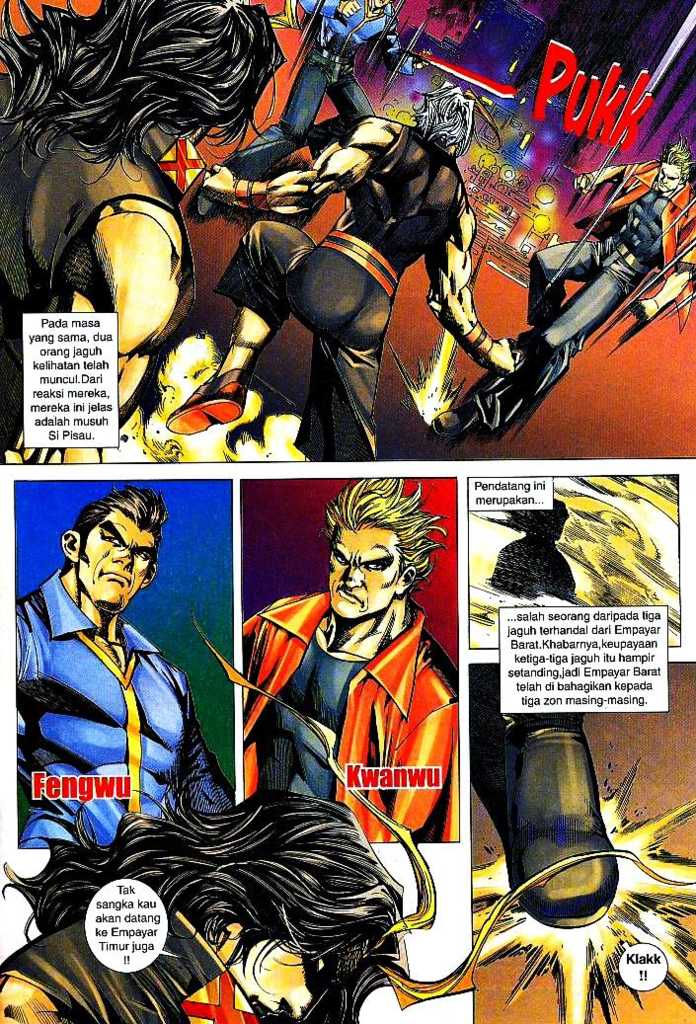 Pukk
Pada masa
yang sama, dua
orang jaguh
kelihatan telah
muncul.Dari
reaksi mereka,
mereka ini jelas
adalah musuh
Si Pisau.
Fengwu
Kwanwu
Pendatang ini
merupakan...
...salah seorang daripada tiga
jaguh terhandal dari Empayar
Barat.Khabarnya,keupayaan
ketiga-tiga jaguh itu hampir
setanding,jadi Empayar Barat
telah di bahagikan kepada
tiga zon masing-masing.
Tak
sangka kau
akan datang
ke Empayar
Timur juga
!!
Klakk
!!